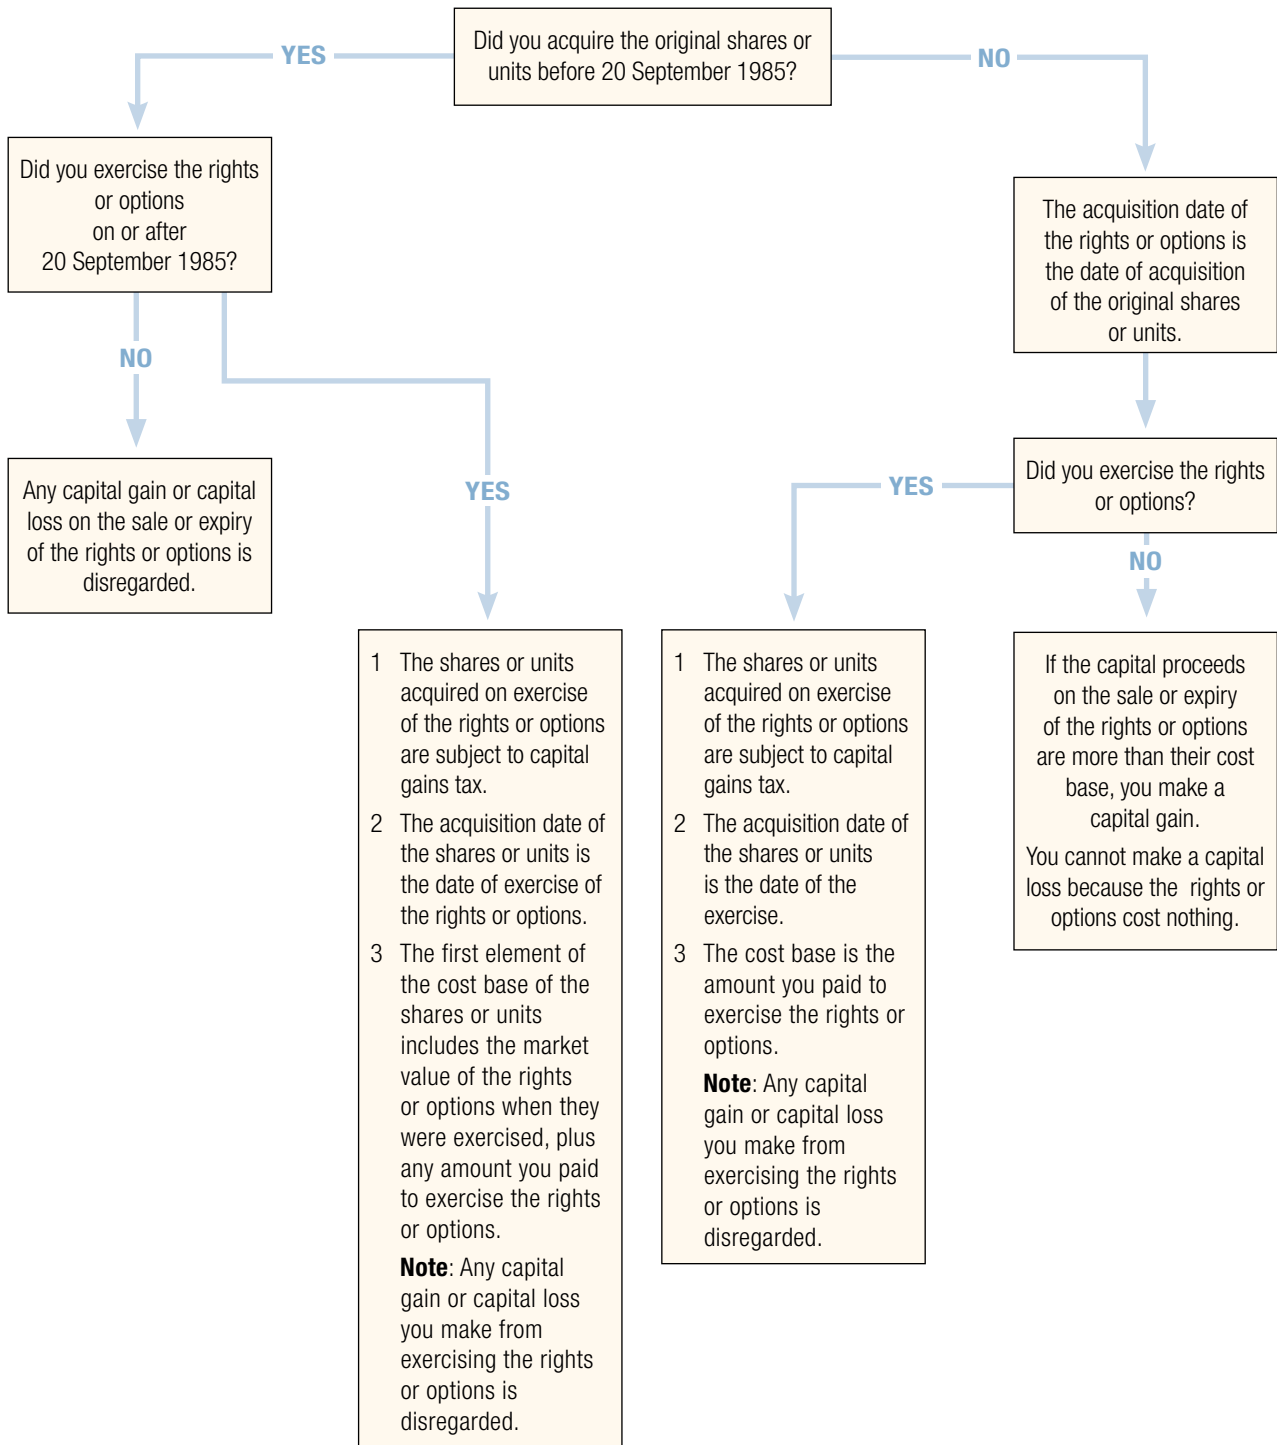 Did you acquire the original shares or
units before 20 September 1985?
YES
NO
Did you exercise the rights
or options
on or after
20 September 1985?
NO
YES
Any capital gain or capital
loss on the sale or expiry
of the rights or options is
disregarded.
1 The shares or units
acquired on exercise
of the rights or options
are subject to capital
gains tax.
2 The acquisition date of
the shares or units is
the date of exercise of
the rights or options.
3 The first element of
the cost base of the
shares or units
includes the market
value of the rights
or options when they
were exercised, plus
any amount you paid
to exercise the rights
or options.
Note: Any capital
gain or capital loss
you make from
exercising the rights
or options is
disregarded.
The acquisition date of
the rights or options is
the date of acquisition
of the original shares
or units.
Did you exercise the rights
or options?
YES
NO
1 The shares or units
acquired on exercise
of the rights or options
are subject to capital
gains tax.
2 The acquisition date of
the shares or units
is the date of the
exercise.
3 The cost base is the
amount you paid to
exercise the rights or
options.
Note: Any capital
gain or capital loss
you make from
exercising the rights
or options is
disregarded.
If the capital proceeds
on the sale or expiry
of the rights or options
are more than their cost
base, you make a
capital gain.
You cannot make a capital
loss because the rights or
options cost nothing.